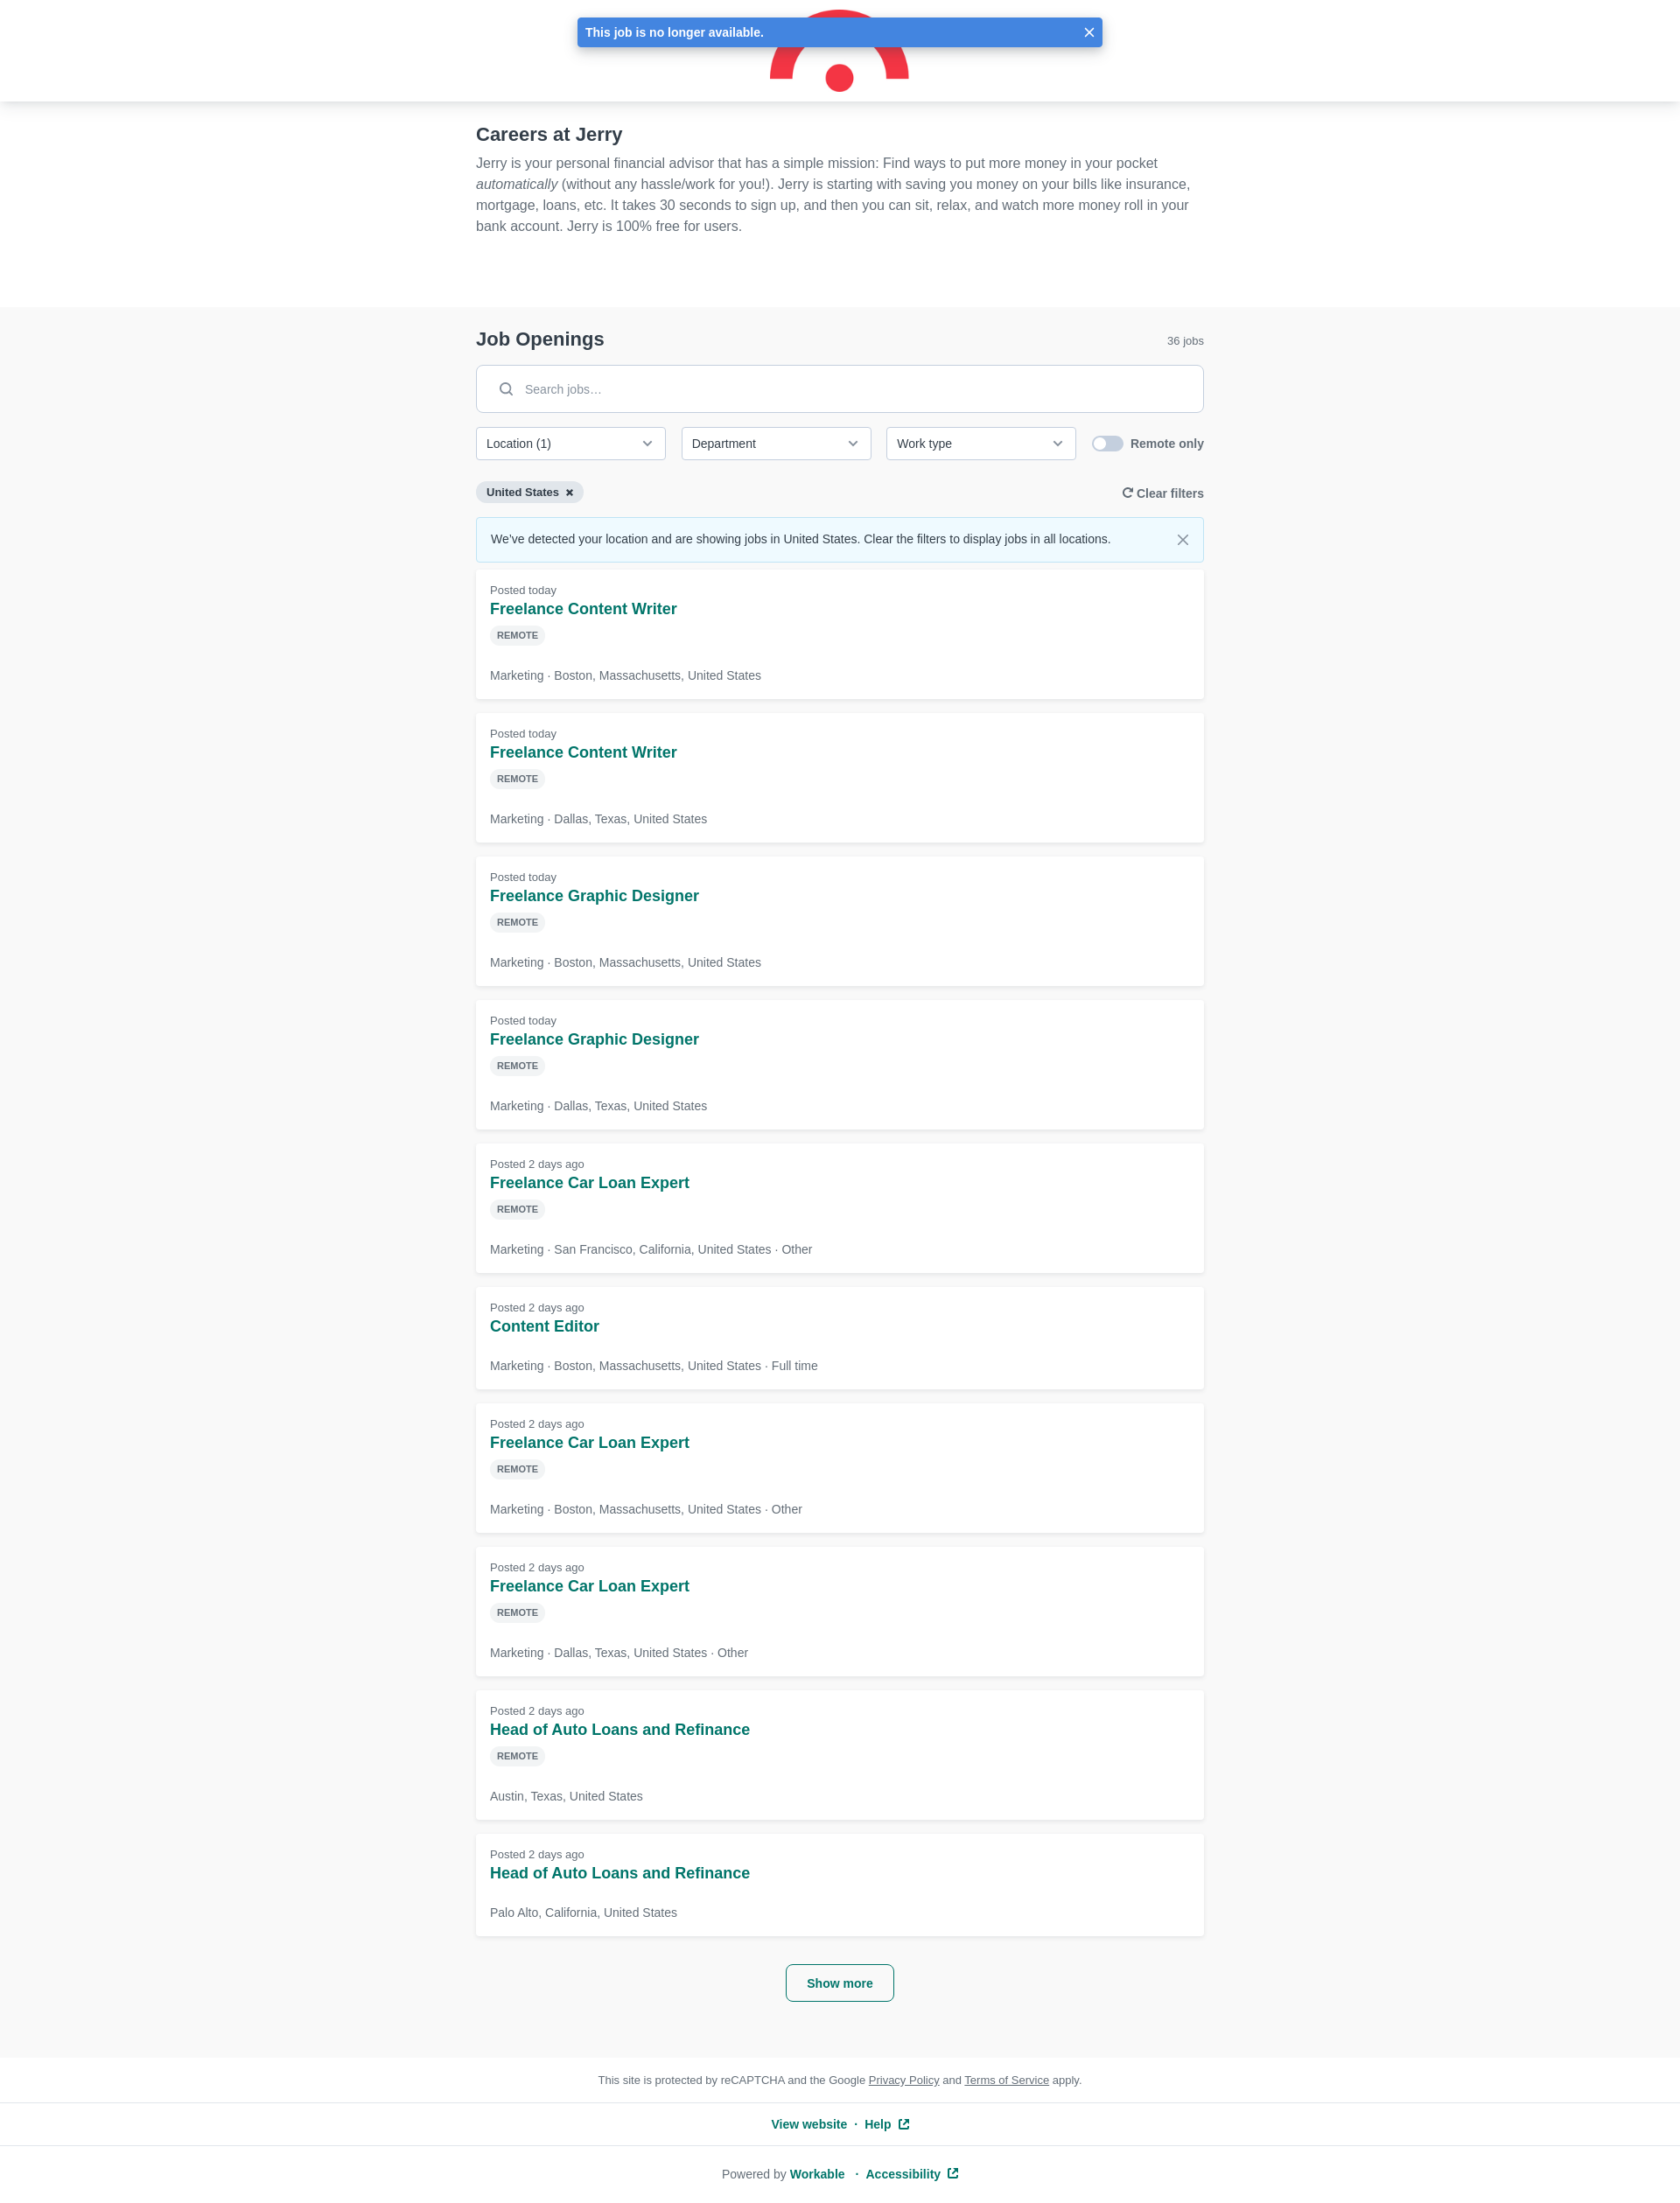 This job is no longer available.
Careers at Jerry
Jerry is your personal financial advisor that has a simple mission: Find ways to put more money in your pocket
automatically (without any hassle/work for you!). Jerry is starting with saving you money on your bills like insurance,
mortgage, loans, etc. It takes 30 seconds to sign up, and then you can sit, relax, and watch more money roll in your
bank account. Jerry is 100% free for users.
Job Openings
36 jobs
Search jobs…
Location (1)
Department
Work type
Remote only
United States
Clear filters
We've detected your location and are showing jobs in United States. Clear the filters to display jobs in all locations.
Posted today
Freelance Content Writer
REMOTE
Marketing · Boston, Massachusetts, United States
Posted today
Freelance Content Writer
REMOTE
Marketing · Dallas, Texas, United States
Posted today
Freelance Graphic Designer
REMOTE
Marketing · Boston, Massachusetts, United States
Posted today
Freelance Graphic Designer
REMOTE
Marketing · Dallas, Texas, United States
Posted 2 days ago
Freelance Car Loan Expert
REMOTE
Marketing · San Francisco, California, United States · Other
Posted 2 days ago
Content Editor
Marketing · Boston, Massachusetts, United States · Full time
Posted 2 days ago
Freelance Car Loan Expert
REMOTE
Marketing · Boston, Massachusetts, United States · Other
Posted 2 days ago
Freelance Car Loan Expert
REMOTE
Marketing · Dallas, Texas, United States · Other
Posted 2 days ago
Head of Auto Loans and Refinance
REMOTE
Austin, Texas, United States
Posted 2 days ago
Head of Auto Loans and Refinance
Palo Alto, California, United States
Show more
This site is protected by reCAPTCHA and the Google Privacy Policy and Terms of Service apply.
View website · Help
Powered by Workable · Accessibility